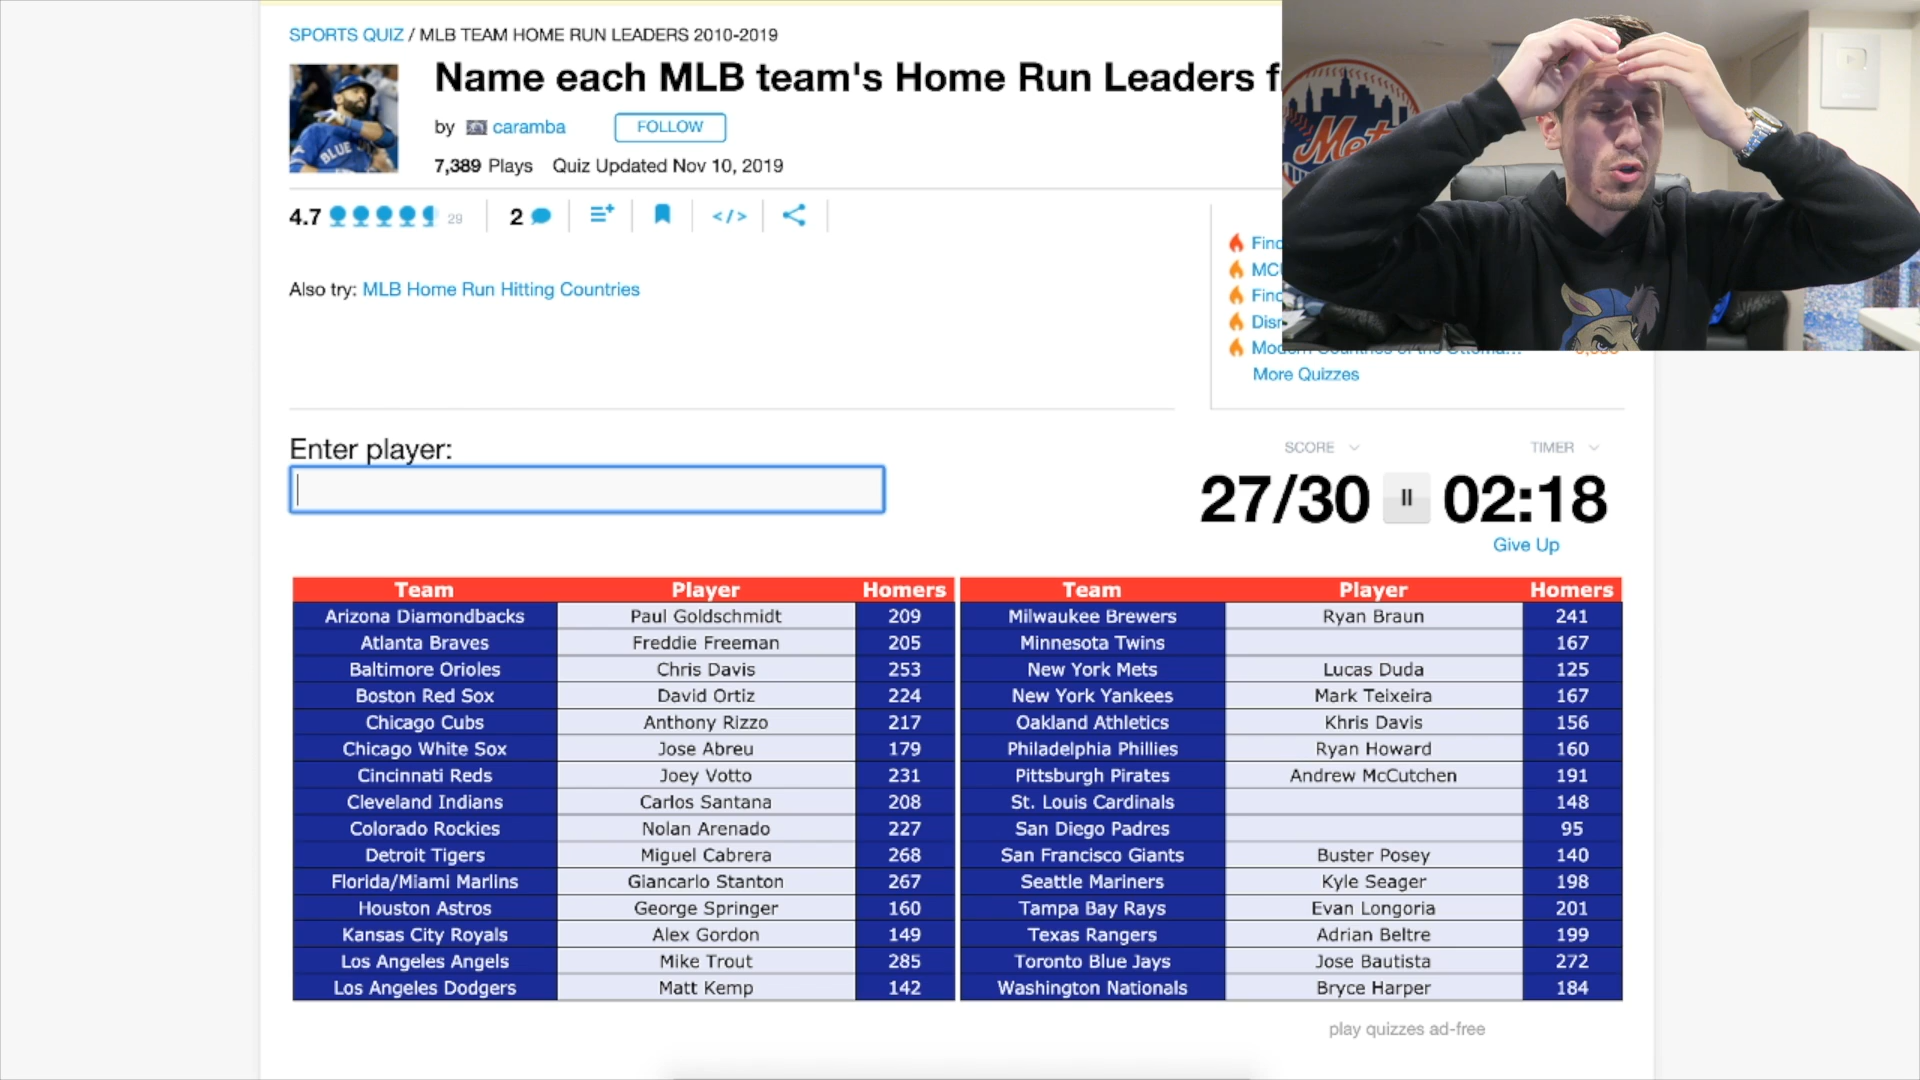 SPORTS QUIZ / MLB TEAM HOME RUN LEADERS 2010-2019
Name each MLB team's Home Run Leaders f
by caramba FOLLOW
7,389 Plays Quiz Updated Nov 10, 2019
4.7 29 2 </>
Also try: MLB Home Run Hitting Countries
BLUE
Mets
Find
MCU
Find
Disn
Modern Countries of the Ottoma...
More Quizzes
Enter player:
SCORE TIMER
27/30 02:18
Give Up
Team Player Homers Team Player Homers
Arizona Diamondbacks Paul Goldschmidt 209 Milwaukee Brewers Ryan Braun 241
Atlanta Braves Freddie Freeman 205 Minnesota Twins 167
Baltimore Orioles Chris Davis 253 New York Mets Lucas Duda 125
Boston Red Sox David Ortiz 224 New York Yankees Mark Teixeira 167
Chicago Cubs Anthony Rizzo 217 Oakland Athletics Khris Davis 156
Chicago White Sox Jose Abreu 179 Philadelphia Phillies Ryan Howard 160
Cincinnati Reds Joey Votto 231 Pittsburgh Pirates Andrew McCutchen 191
Cleveland Indians Carlos Santana 208 St. Louis Cardinals 148
Colorado Rockies Nolan Arenado 227 San Diego Padres 95
Detroit Tigers Miguel Cabrera 268 San Francisco Giants Buster Posey 140
Florida/Miami Marlins Giancarlo Stanton 267 Seattle Mariners Kyle Seager 198
Houston Astros George Springer 160 Tampa Bay Rays Evan Longoria 201
Kansas City Royals Alex Gordon 149 Texas Rangers Adrian Beltre 199
Los Angeles Angels Mike Trout 285 Toronto Blue Jays Jose Bautista 272
Los Angeles Dodgers Matt Kemp 142 Washington Nationals Bryce Harper 184
play quizzes ad-free